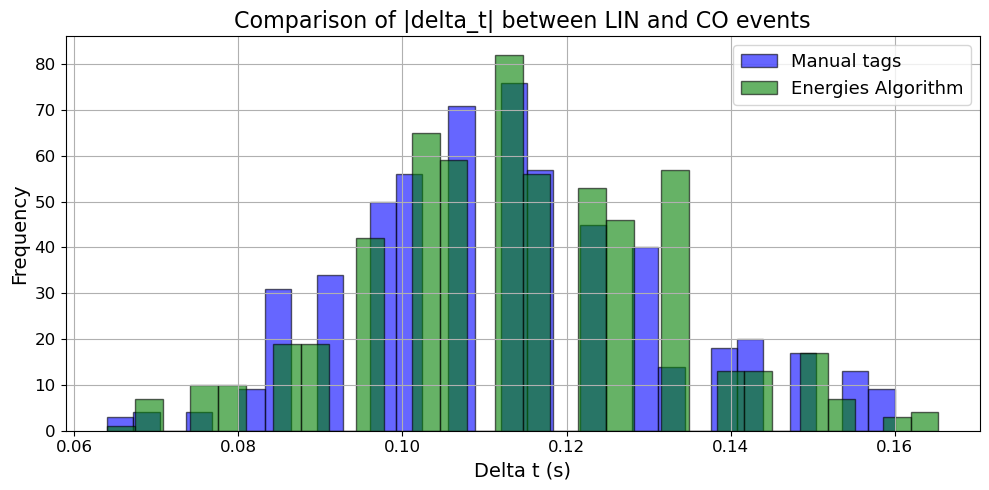 Comparison of |delta_t| between LIN and CO events
Manual tags
Energies Algorithm
Frequency
80
70
60
50
40
30
20
10
0
0.06 0.08 0.10 0.12 0.14 0.16
Delta t (s)